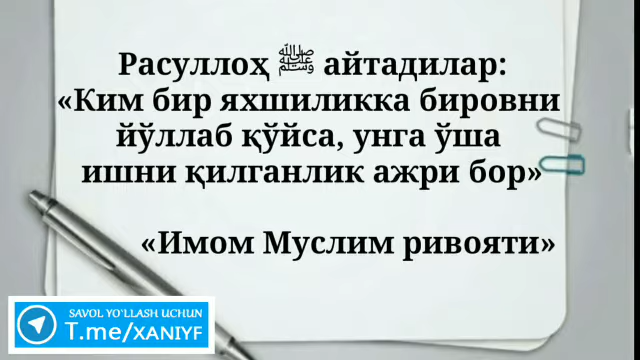 Расуллоҳ ﷺ айтадилар:
«Ким бир яхшиликка бировни
йўллаб қўйса, унга ўша
ишни қилганлик ажри бор»
«Имом Муслим ривояти»
SAVOL YO‘LLASH UCHUN
T.me/XANIYF